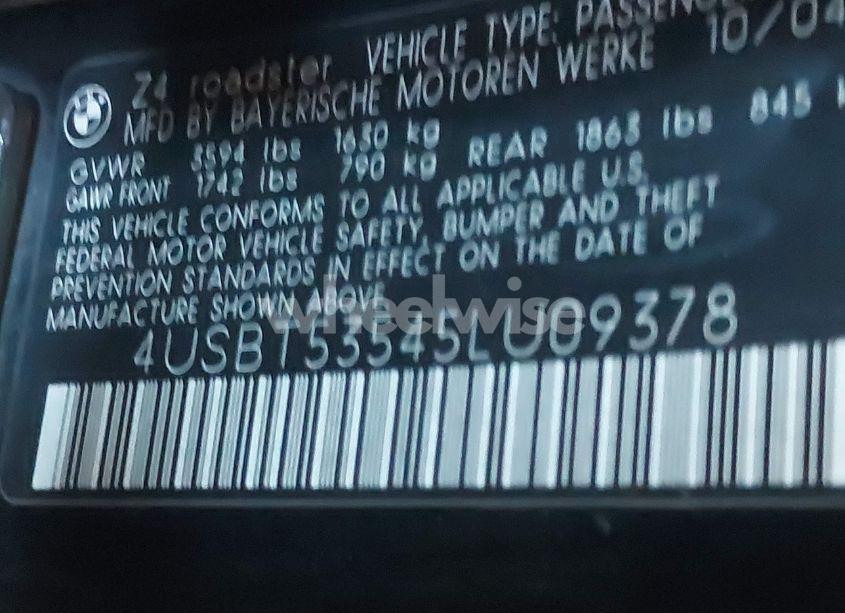 Z4 roadster VEHICLE TYPE: PASSENG
MFD BY BAYERISCHE MOTOREN WERKE 10/04
GVWR 3594 lbs 1630 kg
GAWR FRONT 1742 lbs 790 kg REAR 1863 lbs 845 k
THIS VEHICLE CONFORMS TO ALL APPLICABLE U.S.
FEDERAL MOTOR VEHICLE SAFETY, BUMPER AND THEFT
PREVENTION STANDARDS IN EFFECT ON THE DATE OF
MANUFACTURE SHOWN ABOVE
wheelwise
4USBT53545LU09378